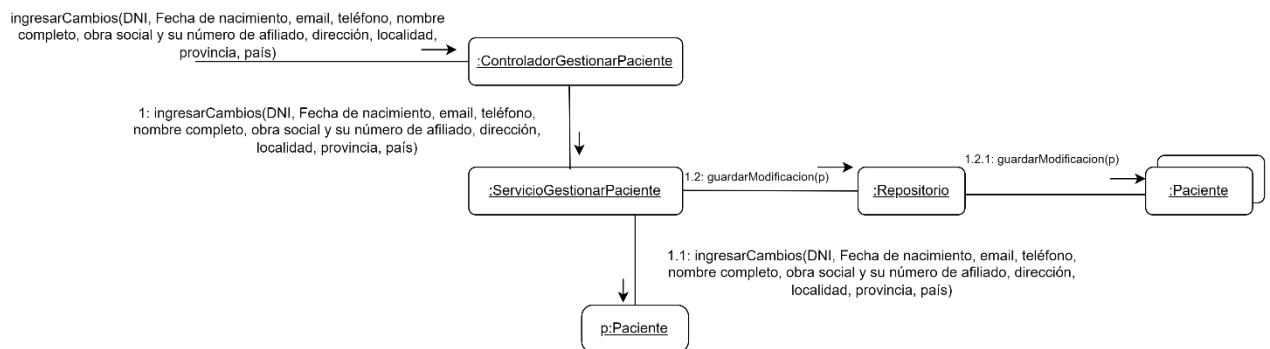 ingresarCambios(DNI, Fecha de nacimiento, email, teléfono, nombre
completo, obra social y su número de afiliado, dirección, localidad,
provincia, país)
:ControladorGestionarPaciente
1: ingresarCambios(DNI, Fecha de nacimiento, email, teléfono,
nombre completo, obra social y su número de afiliado, dirección,
localidad, provincia, país)
:ServicioGestionarPaciente
1.2: guardarModificacion(p)
:Repositorio
1.2.1: guardarModificacion(p)
:Paciente
1.1: ingresarCambios(DNI, Fecha de nacimiento, email, teléfono,
nombre completo, obra social y su número de afiliado, dirección,
localidad, provincia, país)
p:Paciente